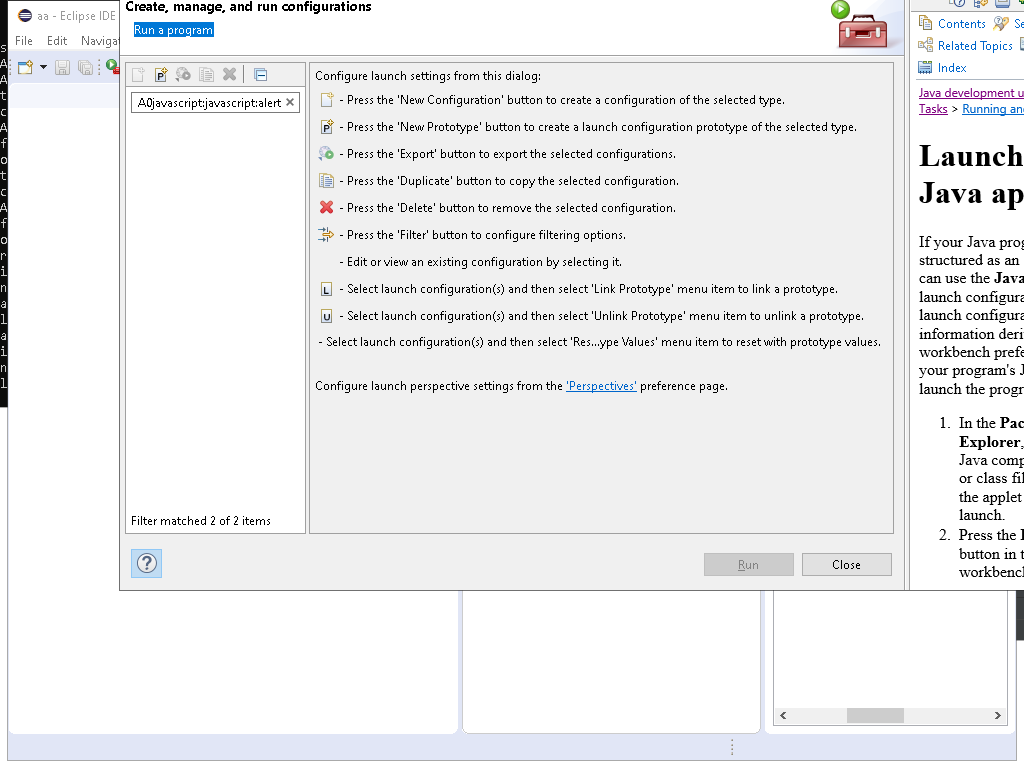 aa - Eclipse IDE
File Edit Navigat
Create, manage, and run configurations
Run a program
A0javascript:javascript:alert
Filter matched 2 of 2 items
Configure launch settings from this dialog:
- Press the 'New Configuration' button to create a configuration of the selected type.
- Press the 'New Prototype' button to create a launch configuration prototype of the selected type.
- Press the 'Export' button to export the selected configurations.
- Press the 'Duplicate' button to copy the selected configuration.
- Press the 'Delete' button to remove the selected configuration.
- Press the 'Filter' button to configure filtering options.
- Edit or view an existing configuration by selecting it.
L - Select launch configuration(s) and then select 'Link Prototype' menu item to link a prototype.
U - Select launch configuration(s) and then select 'Unlink Prototype' menu item to unlink a prototype.
- Select launch configuration(s) and then select 'Res...ype Values' menu item to reset with prototype values.
Configure launch perspective settings from the 'Perspectives' preference page.
Run Close
Contents Se
Related Topics
Index
Java development u
Tasks > Running and
Launch
Java ap
If your Java prog
structured as an
can use the Java
launch configura
launch configura
information deri
workbench prefe
your program's J
launch the progr
1. In the Pac
Explorer,
Java comp
or class fil
the applet
launch.
2. Press the
button in t
workbench